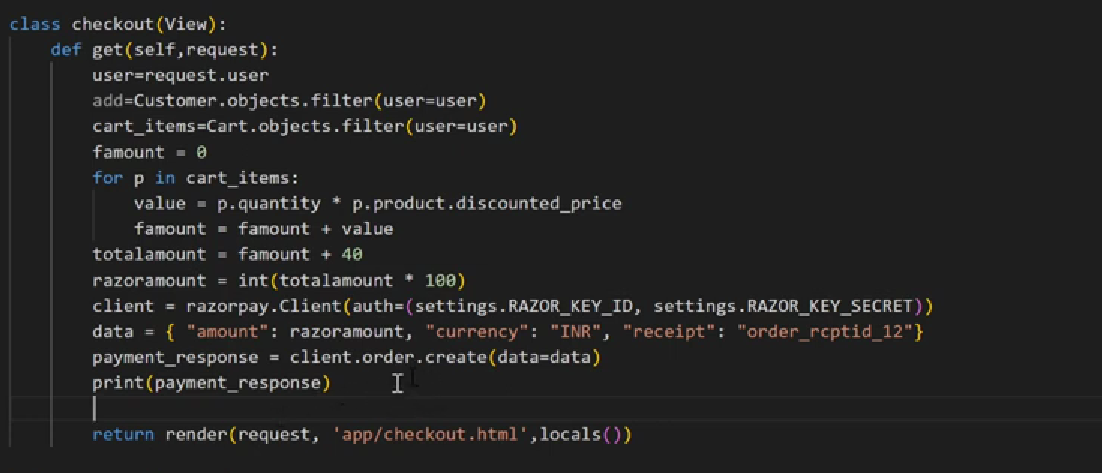 class checkout(View):
    def get(self,request):
        user=request.user
        add=Customer.objects.filter(user=user)
        cart_items=Cart.objects.filter(user=user)
        famount = 0
        for p in cart_items:
            value = p.quantity * p.product.discounted_price
            famount = famount + value
        totalamount = famount + 40
        razoramount = int(totalamount * 100)
        client = razorpay.Client(auth=(settings.RAZOR_KEY_ID, settings.RAZOR_KEY_SECRET))
        data = { "amount": razoramount, "currency": "INR", "receipt": "order_rcptid_12"}
        payment_response = client.order.create(data=data)
        print(payment_response)
        return render(request, 'app/checkout.html',locals())